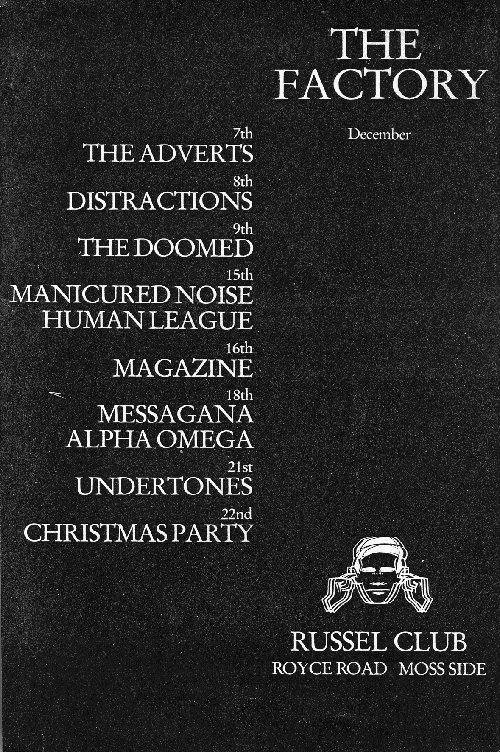 THE
FACTORY
December
7th
THE ADVERTS
8th
DISTRACTIONS
9th
THE DOOMED
15th
MANICURED NOISE
HUMAN LEAGUE
16th
MAGAZINE
18th
MESSAGANA
ALPHA OMEGA
21st
UNDERTONES
22nd
CHRISTMAS PARTY
RUSSEL CLUB
ROYCE ROAD MOSS SIDE